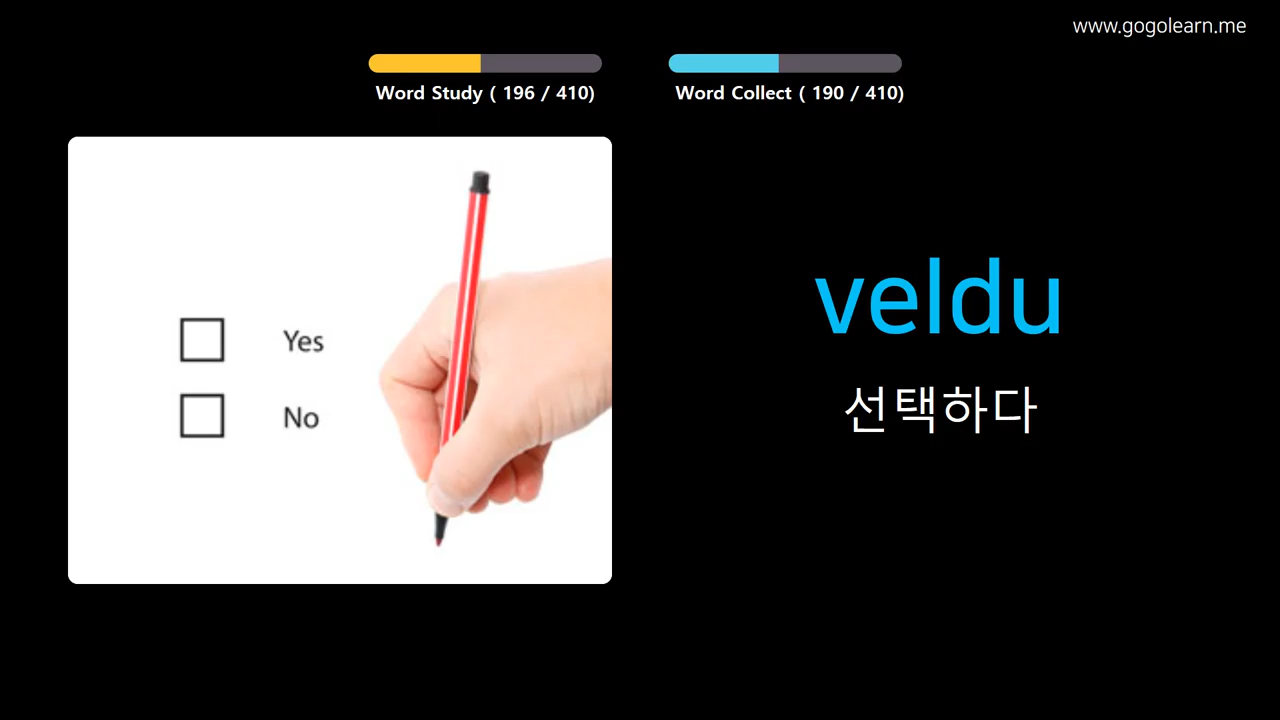 www.gogolearn.me
Word Study ( 196 / 410)
Word Collect ( 190 / 410)
Yes
No
veldu
선택하다